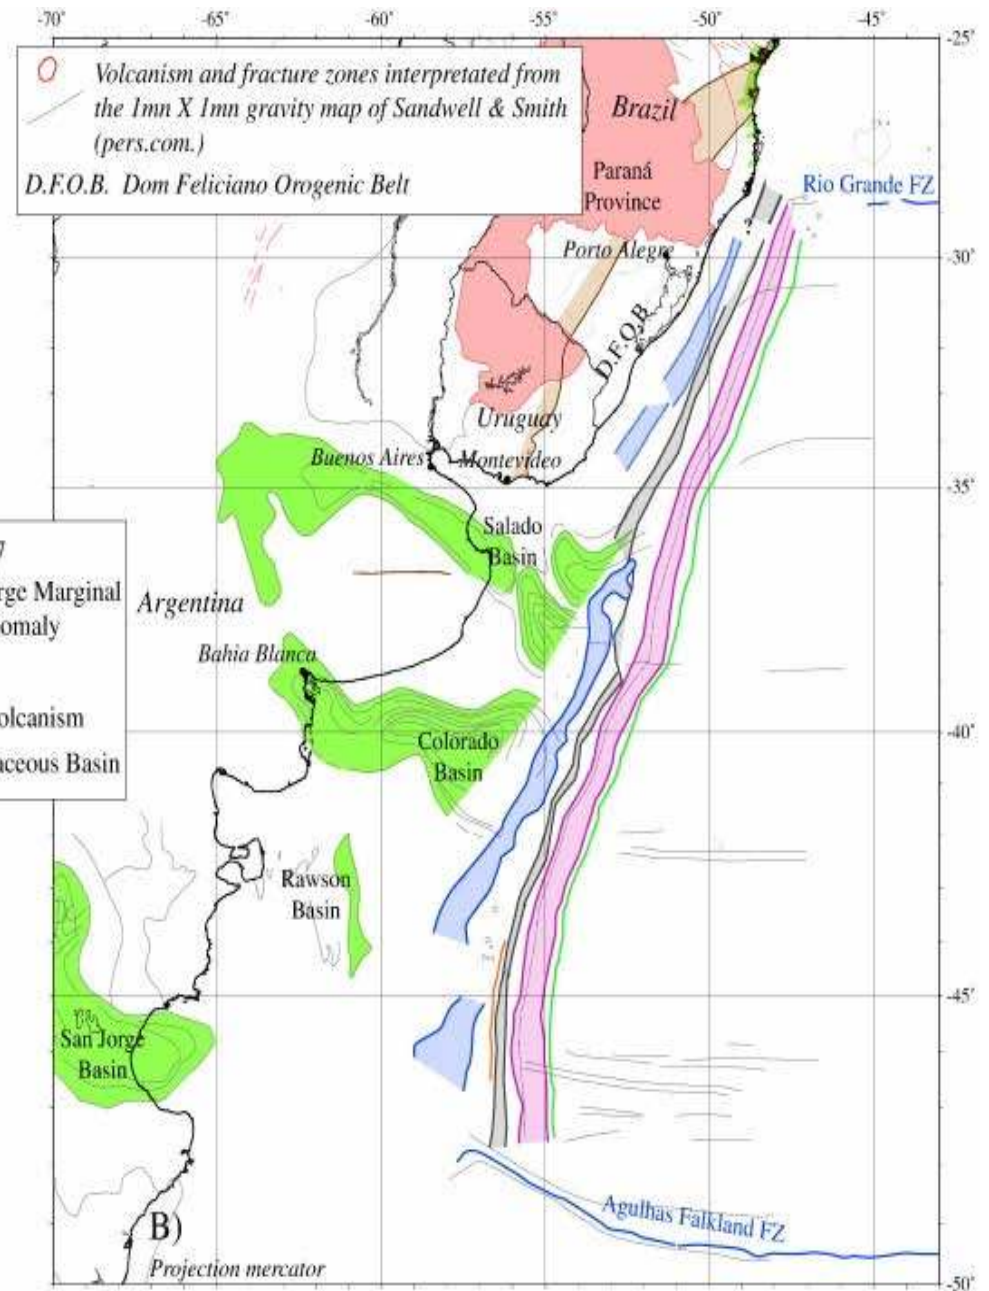 -70° -65° -60° -55° -50° -45°
-25°
Volcanism and fracture zones interpretated from
the 1mn X 1mn gravity map of Sandwell & Smith
(pers.com.)
D.F.O.B. Dom Feliciano Orogenic Belt
Brazil
Paraná
Province
Rio Grande FZ
?
Porto Alegre
-30°
D.F.O.B
Uruguay
Buenos Aires
Montevideo
-35°
Salado
Basin
rge Marginal
omaly
olcanism
aceous Basin
Argentina
Bahia Blanca
-40°
Colorado
Basin
Rawson
Basin
-45°
San Jorge
Basin
Agulhas Falkland FZ
B)
Projection mercator
-50°